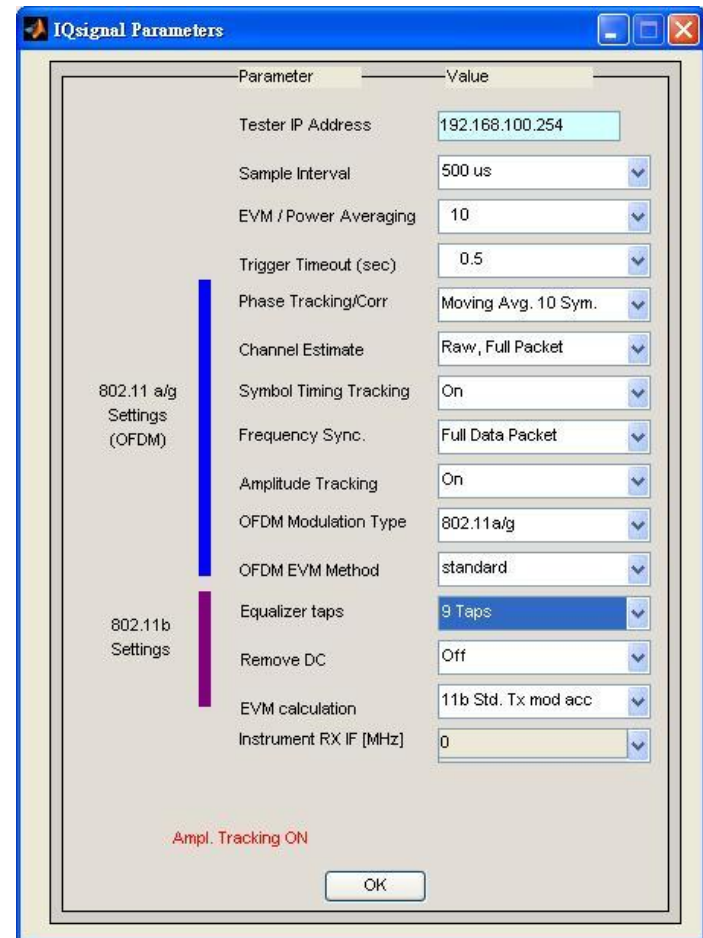 IQsignal Parameters
Parameter Value
Tester IP Address 192.168.100.254
Sample Interval 500 us
EVM / Power Averaging 10
Trigger Timeout (sec) 0.5
Phase Tracking/Corr Moving Avg. 10 Sym.
Channel Estimate Raw, Full Packet
802.11 a/g
Settings
(OFDM)
Symbol Timing Tracking On
Frequency Sync. Full Data Packet
Amplitude Tracking On
OFDM Modulation Type 802.11a/g
OFDM EVM Method standard
802.11b
Settings
Equalizer taps 9 Taps
Remove DC Off
EVM calculation 11b Std. Tx mod acc
Instrument RX IF [MHz] 0
Ampl. Tracking ON
OK